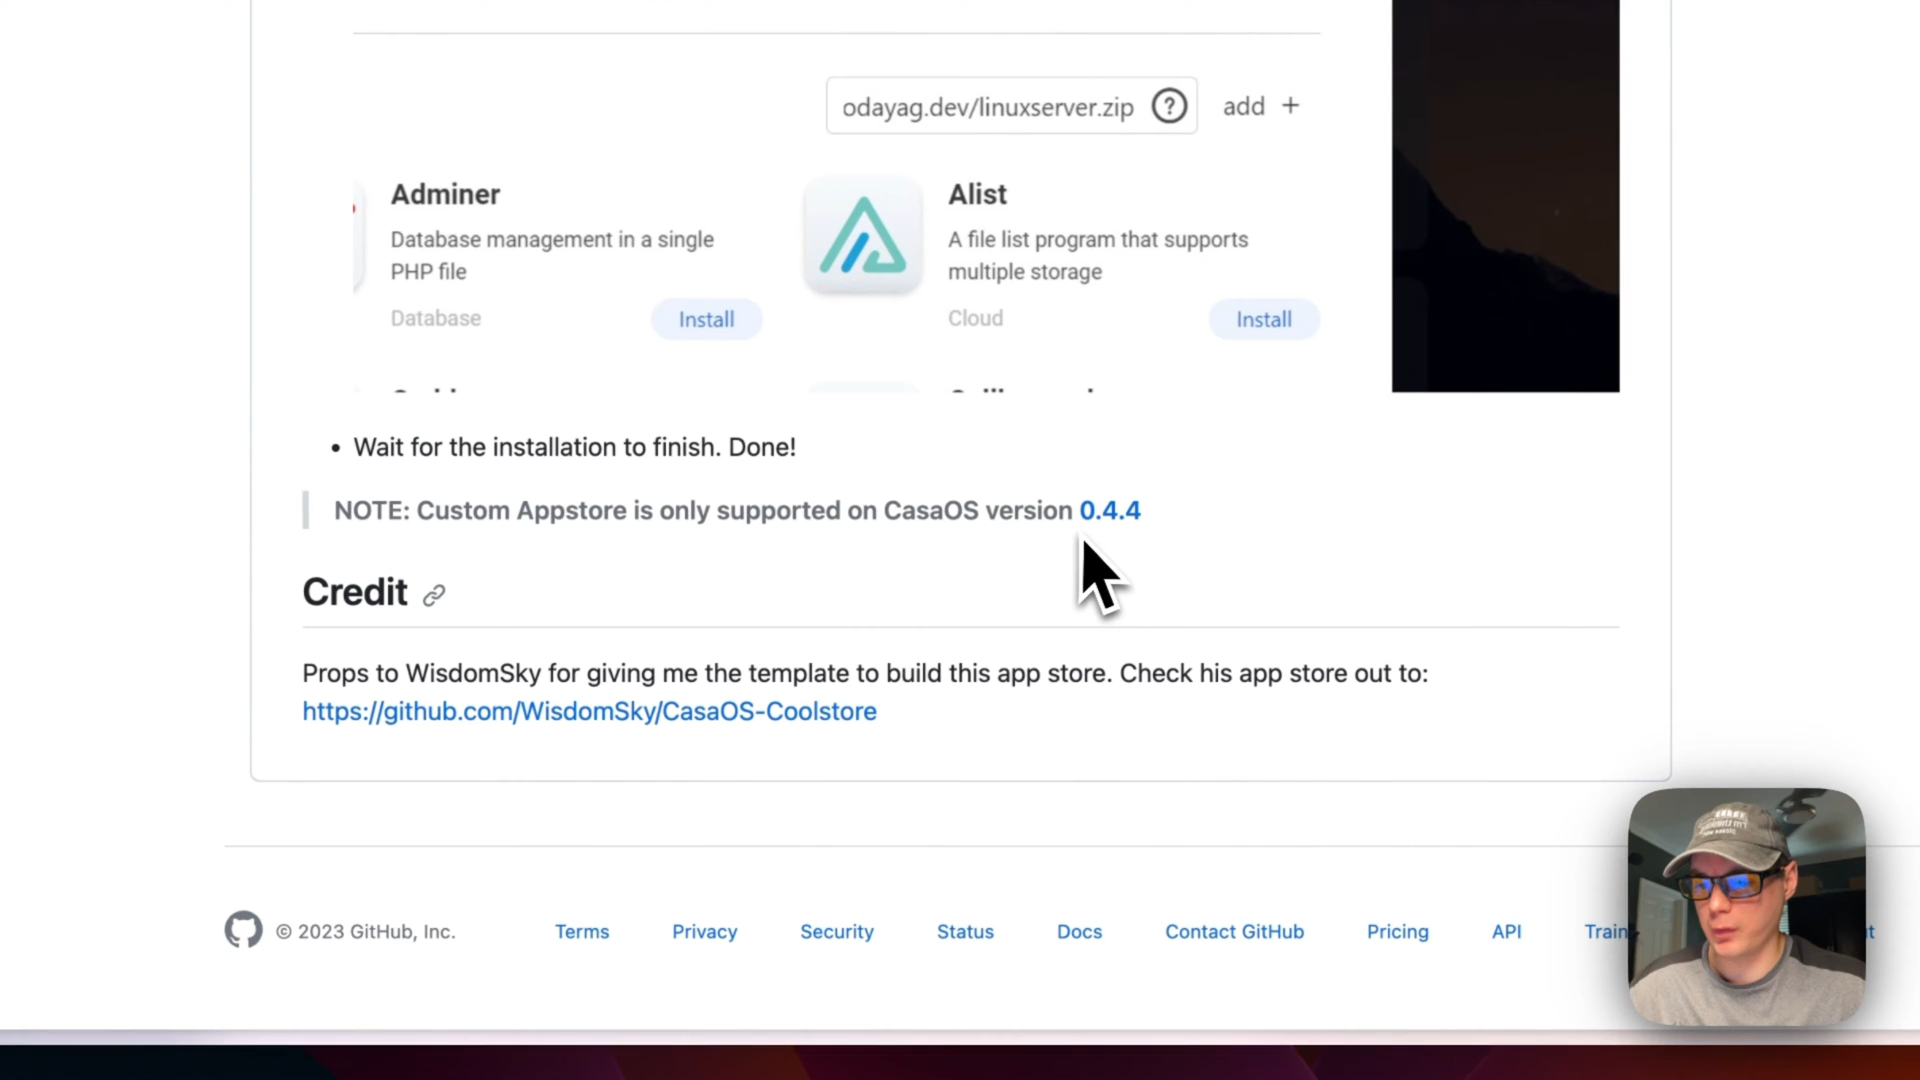 odayag.dev/linuxserver.zip ? add +
Adminer
Database management in a single
PHP file
Database
Install
Alist
A file list program that supports
multiple storage
Cloud
Install
• Wait for the installation to finish. Done!
NOTE: Custom Appstore is only supported on CasaOS version 0.4.4
Credit
Props to WisdomSky for giving me the template to build this app store. Check his app store out to:
https://github.com/WisdomSky/CasaOS-Coolstore
© 2023 GitHub, Inc. Terms Privacy Security Status Docs Contact GitHub Pricing API